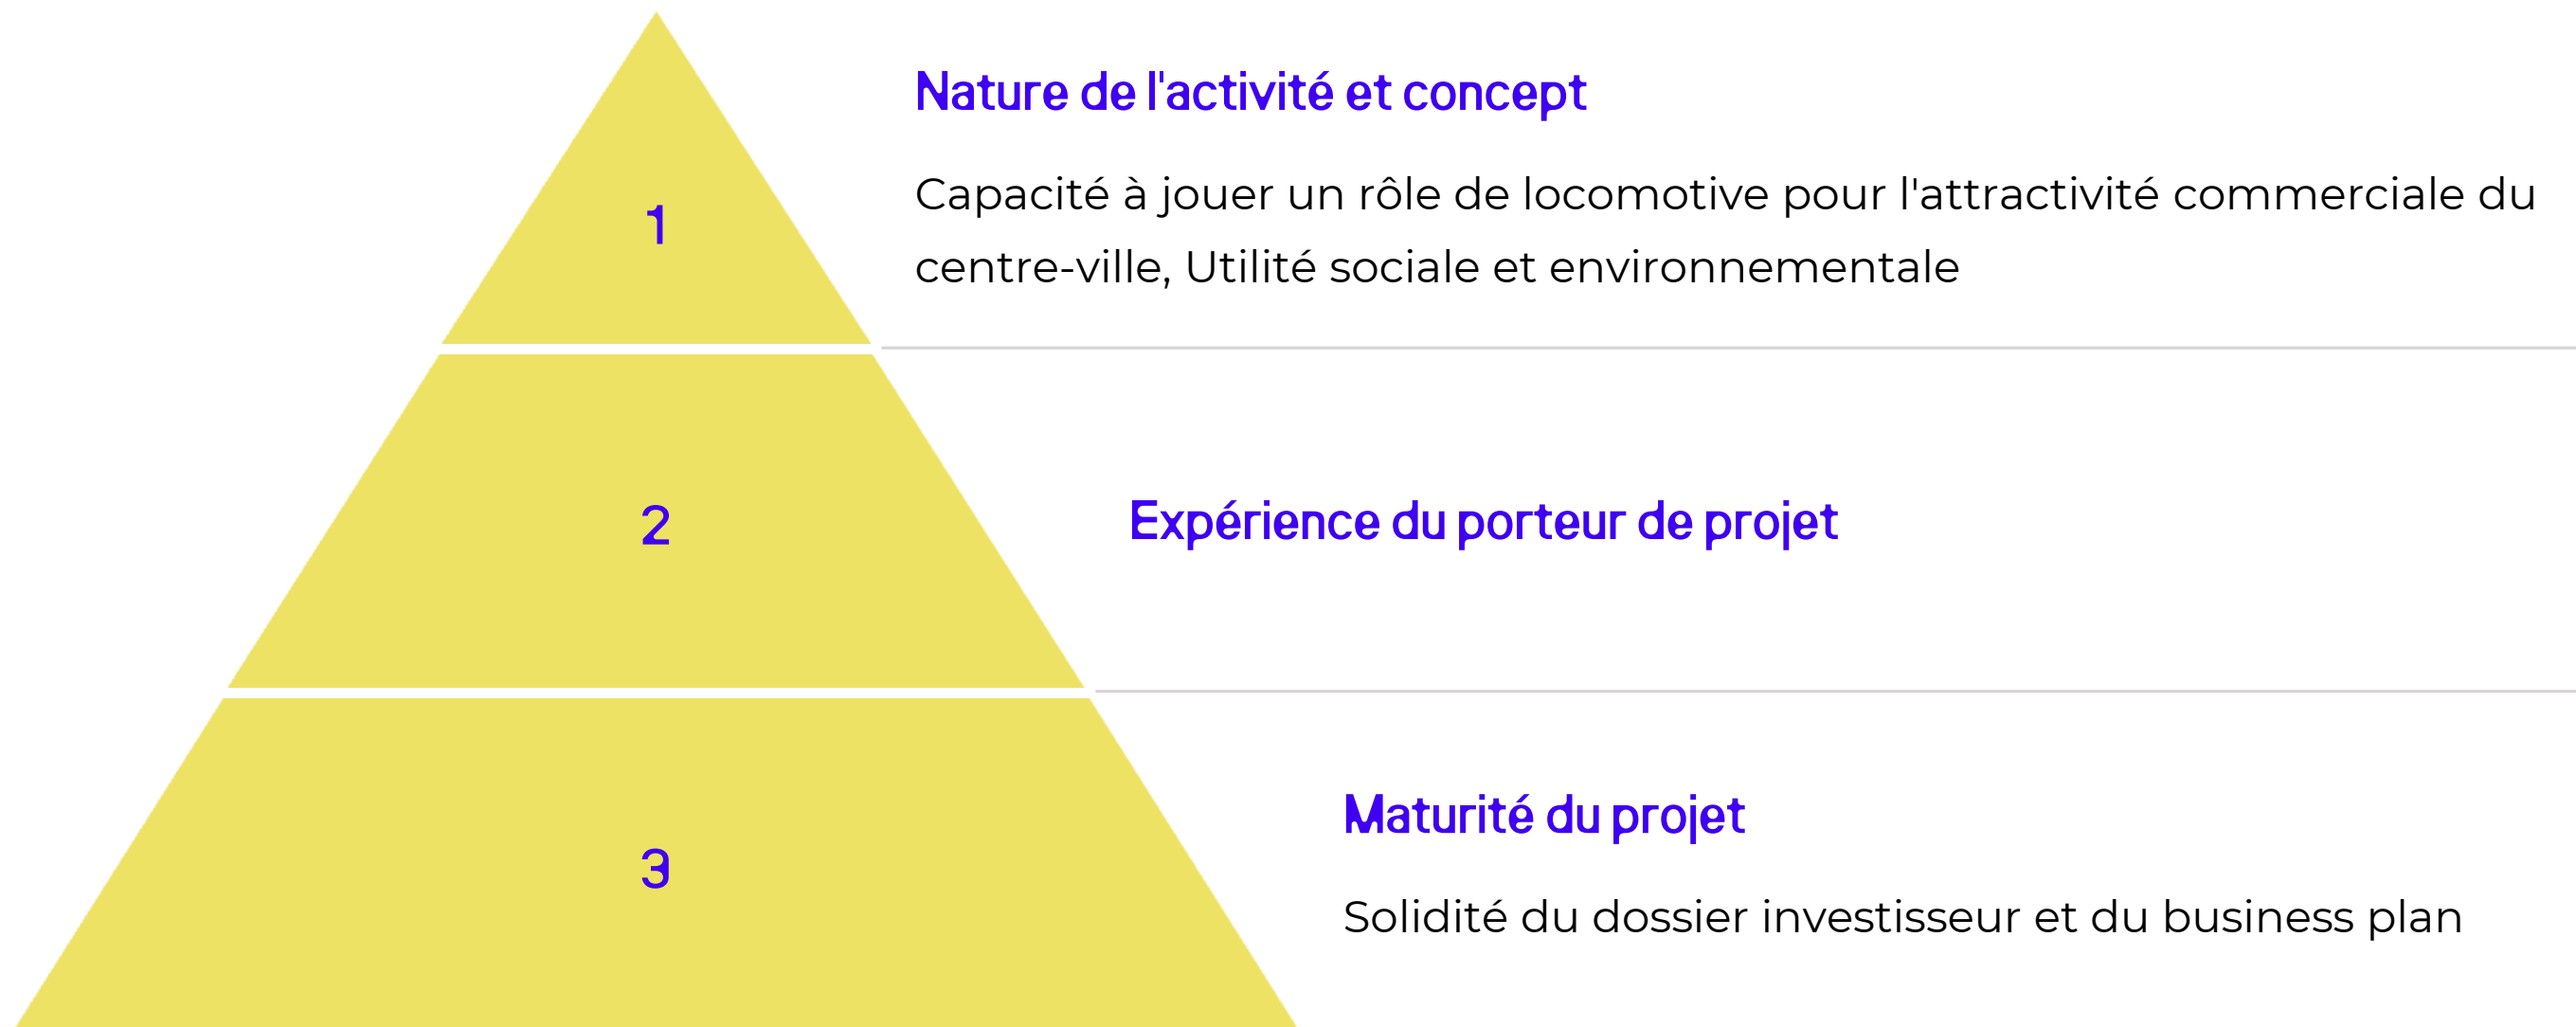 1
Nature de l'activité et concept
Capacité à jouer un rôle de locomotive pour l'attractivité commerciale du
centre-ville, Utilité sociale et environnementale
2
Expérience du porteur de projet
3
Maturité du projet
Solidité du dossier investisseur et du business plan